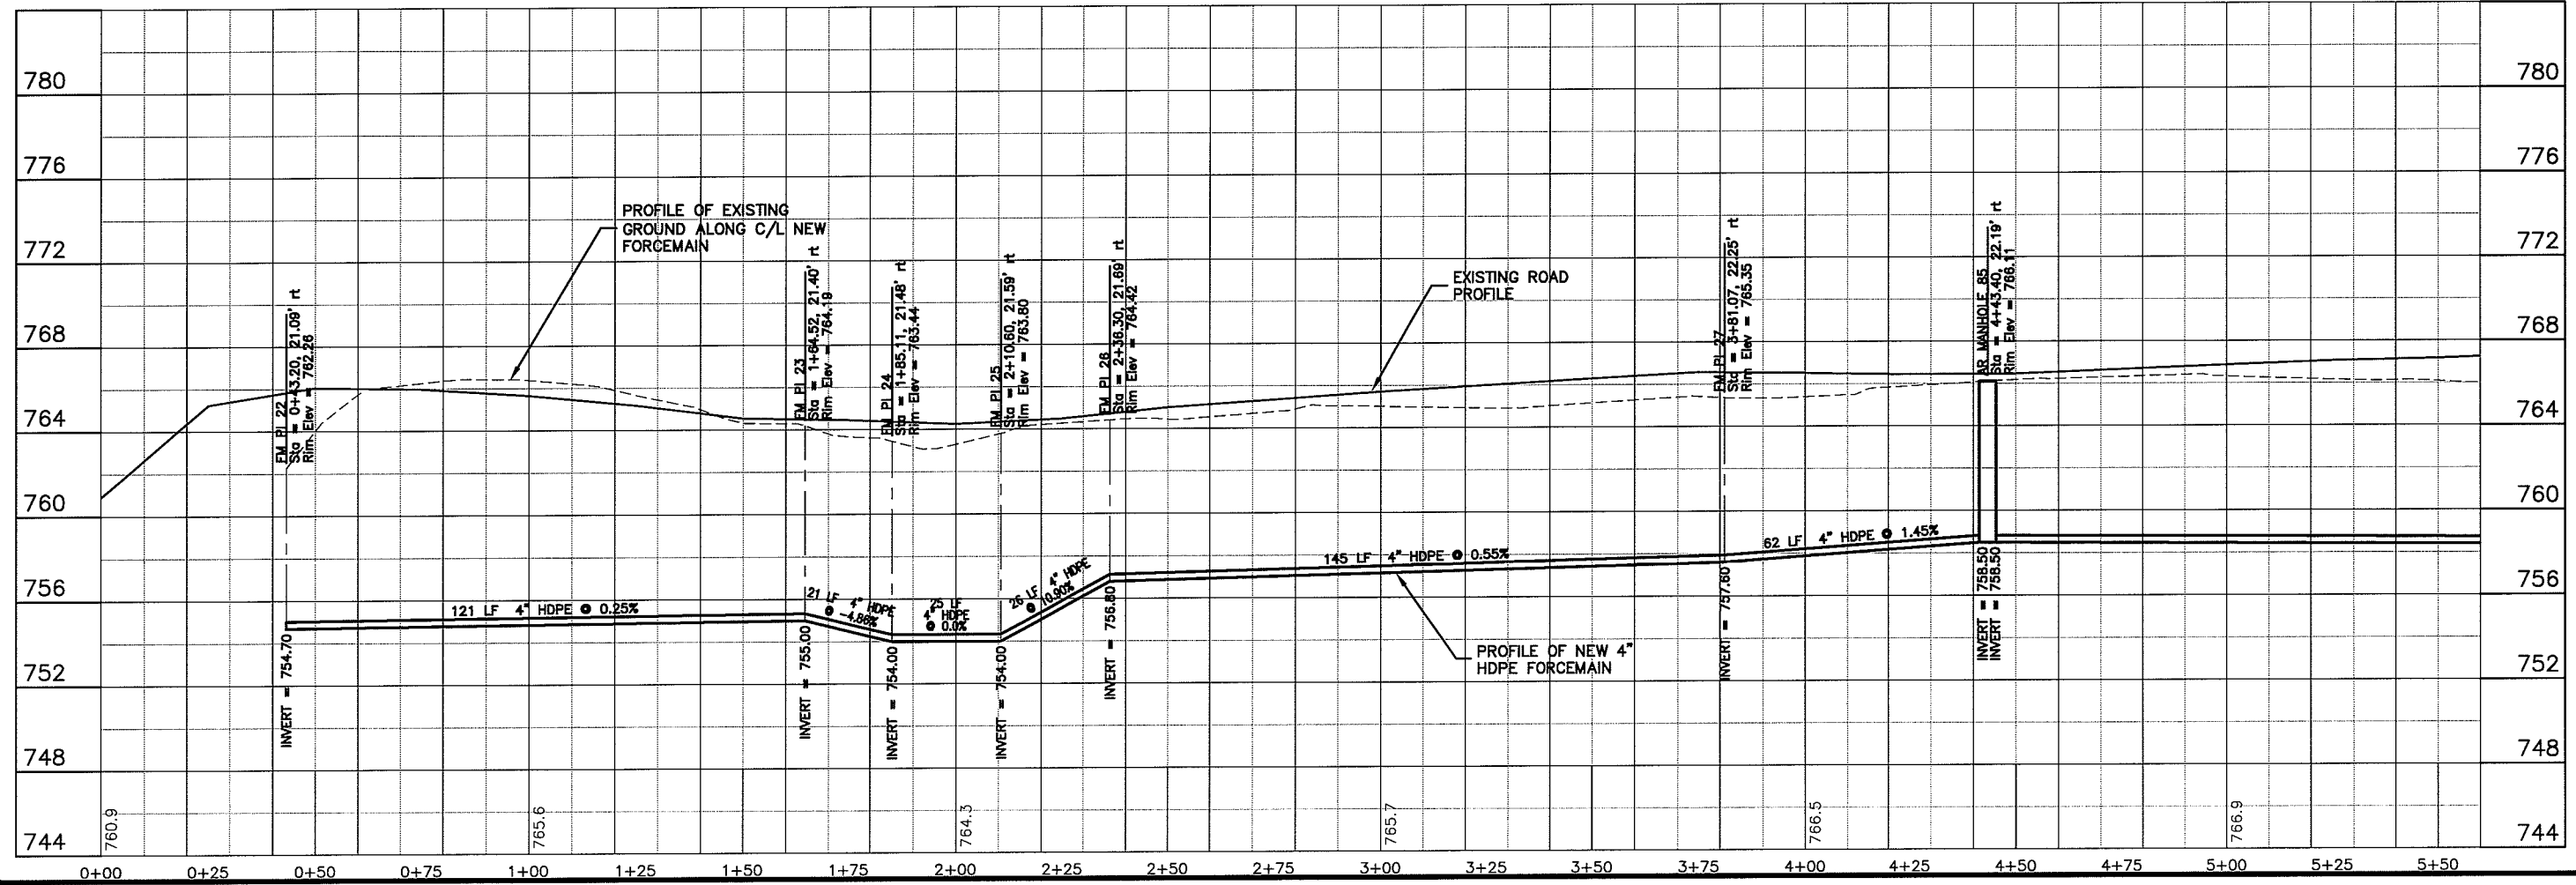 780
780
776
776
772
772
768
768
764
764
760
760
756
756
752
752
748
748
744
744
PROFILE OF EXISTING
GROUND ALONG C/L NEW
FORCEMAIN
EXISTING ROAD
PROFILE
PROFILE OF NEW 4"
HDPE FORCEMAIN
FM PI 22
Sta = 0+43.20, 21.09' rt
Rim Elev = 762.26
FM PI 23
Sta = 1+64.52, 21.40' rt
Rim Elev = 764.19
FM PI 24
Sta = 1+85.11, 21.48' rt
Rim Elev = 763.44
FM PI 25
Sta = 2+10.60, 21.59' rt
Rim Elev = 763.80
FM PI 26
Sta = 2+36.30, 21.69' rt
Rim Elev = 764.42
FM PI 27
Sta = 3+81.07, 22.25' rt
Rim Elev = 765.35
AR MANHOLE 85
Sta = 4+43.40, 22.19' rt
Rim Elev = 766.11
121 LF 4" HDPE @ 0.25%
21 LF 4" HDPE
@ -4.86%
25 LF
4" HDPE
@ 0.0%
26 LF 4" HDPE
@ 10.90%
145 LF 4" HDPE @ 0.55%
62 LF 4" HDPE @ 1.45%
INVERT = 754.70
INVERT = 755.00
INVERT = 754.00
INVERT = 754.00
INVERT = 756.80
INVERT = 757.60
INVERT = 758.50
INVERT = 758.50
760.9
765.6
764.3
765.7
766.5
766.9
0+00
0+25
0+50
0+75
1+00
1+25
1+50
1+75
2+00
2+25
2+50
2+75
3+00
3+25
3+50
3+75
4+00
4+25
4+50
4+75
5+00
5+25
5+50